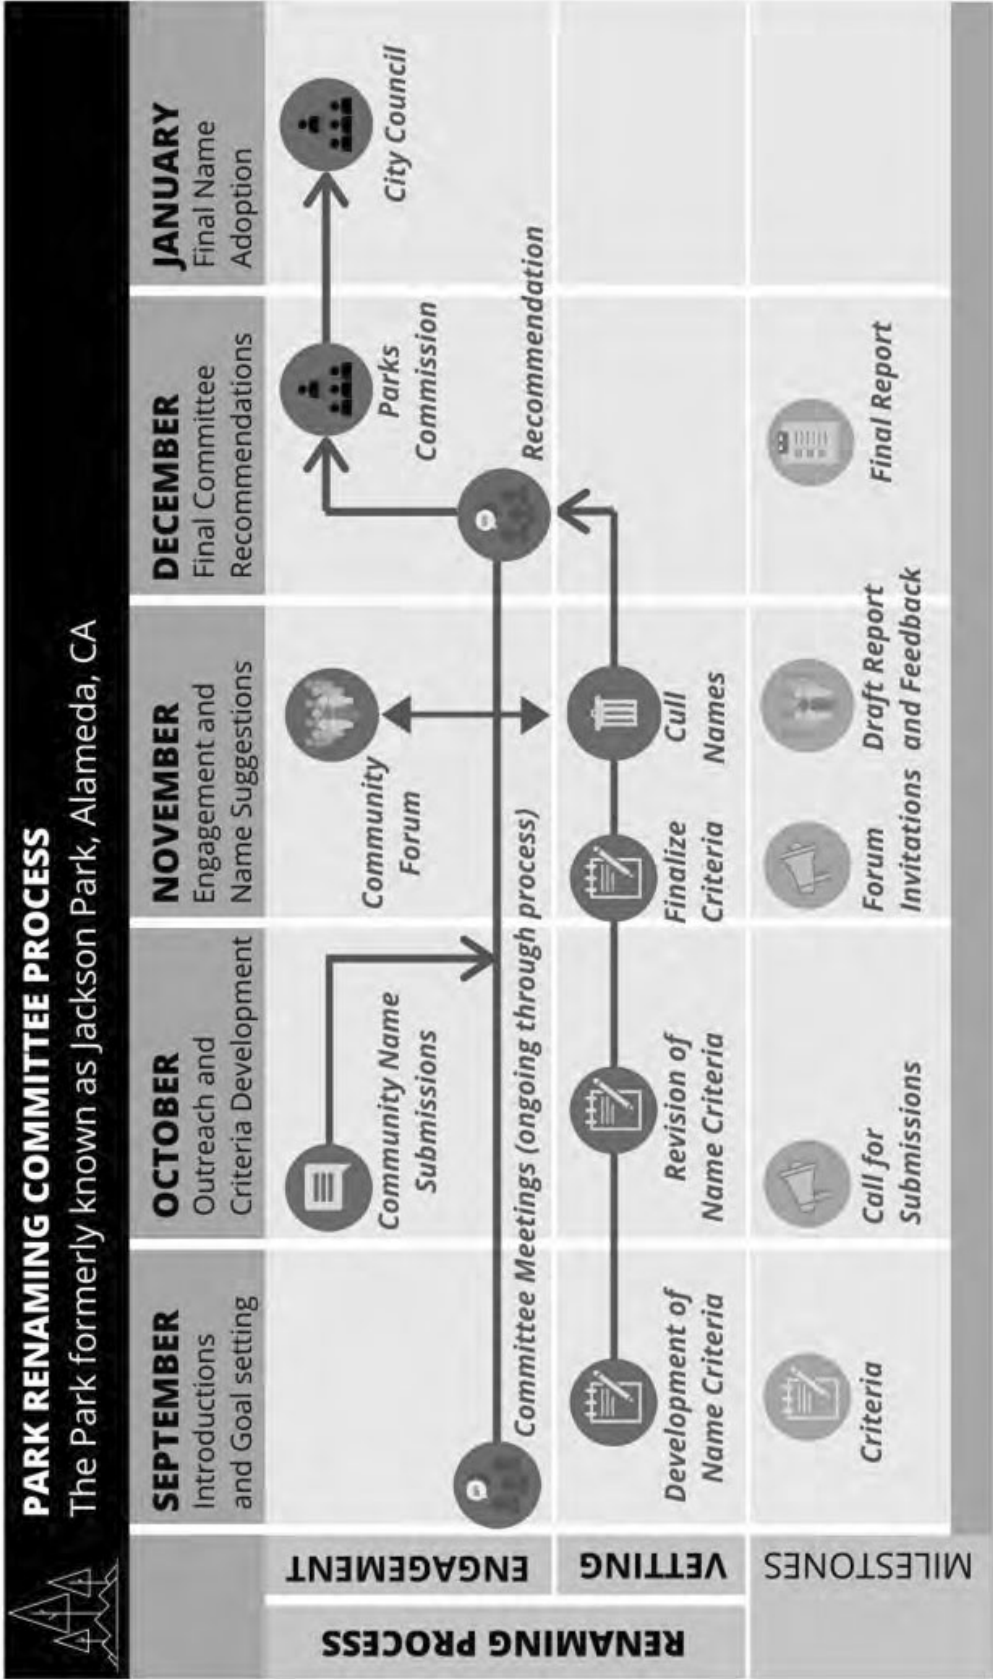 PARK RENAMING COMMITTEE PROCESS
The Park formerly known as Jackson Park, Alameda, CA
SEPTEMBER
Introductions
and Goal setting
OCTOBER
Outreach and
Criteria Development
NOVEMBER
Engagement and
Name Suggestions
DECEMBER
Final Committee
Recommendations
JANUARY
Final Name
Adoption
RENAMING PROCESS
ENGAGEMENT
Community Name
Submissions
Community
Forum
Parks
Commission
City Council
Committee Meetings (ongoing through process)
Recommendation
VETTING
Development of
Name Criteria
Revision of
Name Criteria
Finalize
Criteria
Cull
Names
MILESTONES
Criteria
Call for
Submissions
Forum
Invitations
Draft Report
and Feedback
Final Report